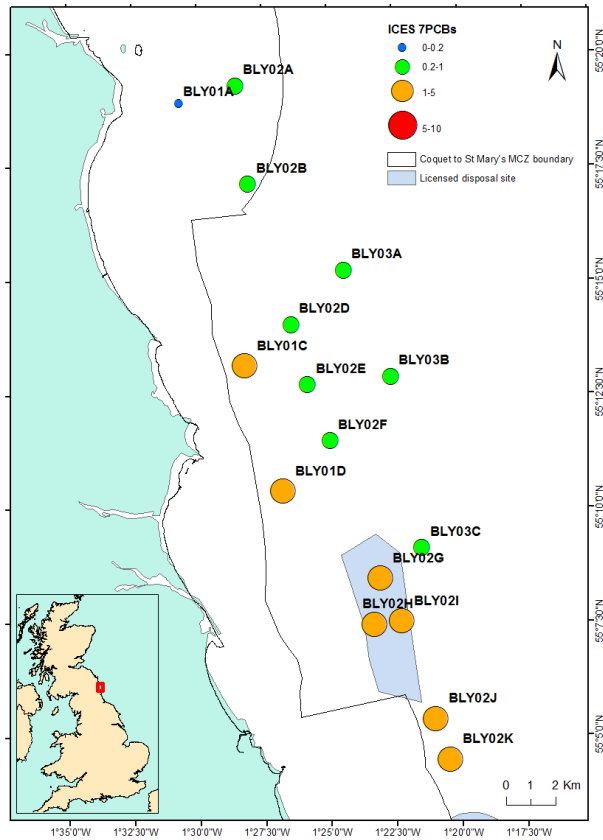 ICES 7PCBs
0-0.2
0.2-1
1-5
5-10
Coquet to St Mary's MCZ boundary
Licensed disposal site
N
BLY02A
BLY01A
BLY02B
BLY03A
BLY02D
BLY01C
BLY02E
BLY03B
BLY02F
BLY01D
BLY03C
BLY02G
BLY02H
BLY02I
BLY02J
BLY02K
0 1 2 Km
55°20'0"N
55°17'30"N
55°15'0"N
55°12'30"N
55°10'0"N
55°7'30"N
55°5'0"N
1°35'0"W
1°32'30"W
1°30'0"W
1°27'30"W
1°25'0"W
1°22'30"W
1°20'0"W
1°17'30"W